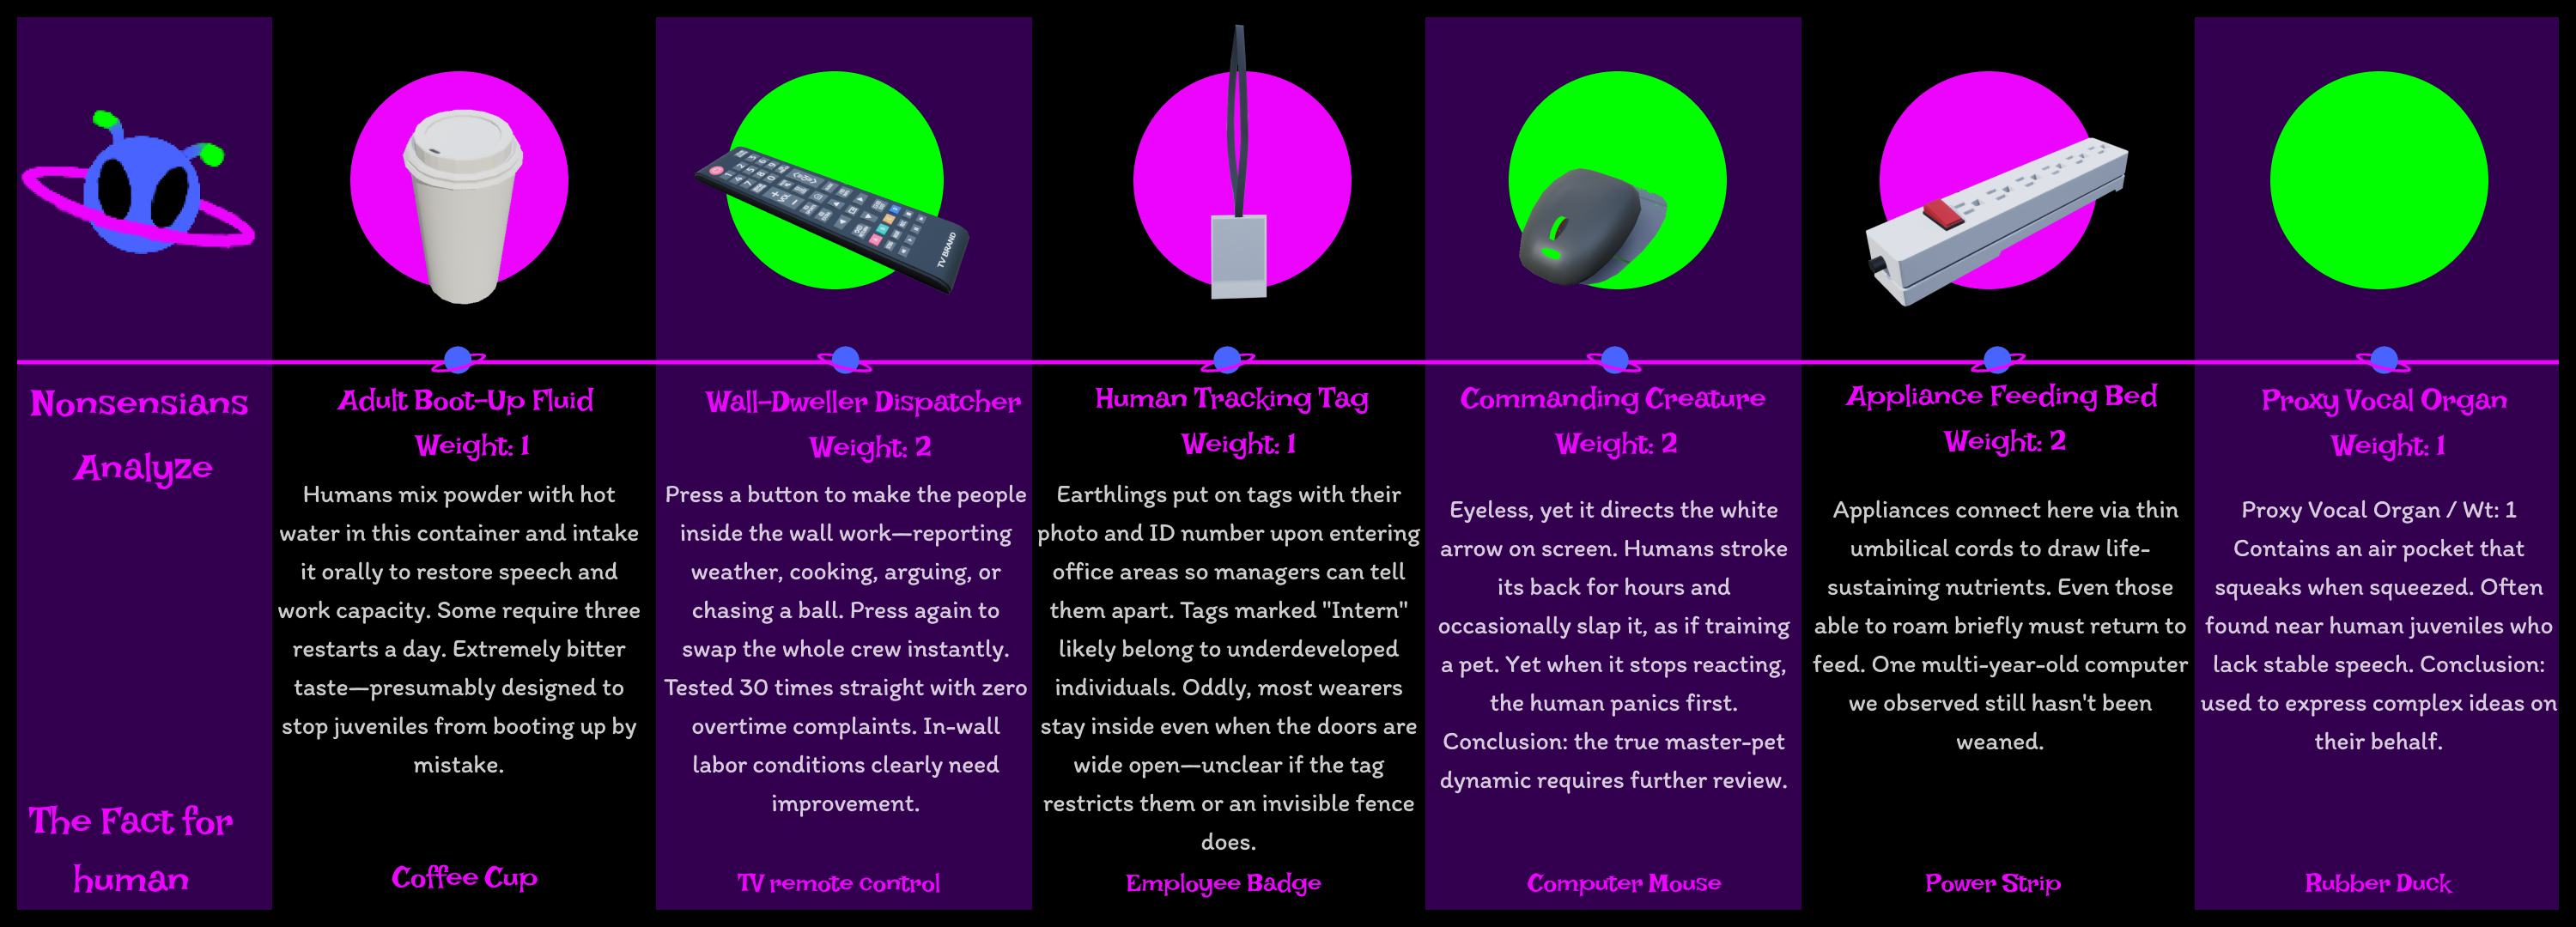 Nonsensians
Analyze
The Fact for
human
Adult Boot-Up Fluid
Weight: 1
Humans mix powder with hot
water in this container and intake
it orally to restore speech and
work capacity. Some require three
restarts a day. Extremely bitter
taste—presumably designed to
stop juveniles from booting up by
mistake.
Coffee Cup
TV BRAND
Wall-Dweller Dispatcher
Weight: 2
Press a button to make the people
inside the wall work—reporting
weather, cooking, arguing, or
chasing a ball. Press again to
swap the whole crew instantly.
Tested 30 times straight with zero
overtime complaints. In-wall
labor conditions clearly need
improvement.
TV remote control
Human Tracking Tag
Weight: 1
Earthlings put on tags with their
photo and ID number upon entering
office areas so managers can tell
them apart. Tags marked "Intern"
likely belong to underdeveloped
individuals. Oddly, most wearers
stay inside even when the doors are
wide open—unclear if the tag
restricts them or an invisible fence
does.
Employee Badge
Commanding Creature
Weight: 2
Eyeless, yet it directs the white
arrow on screen. Humans stroke
its back for hours and
occasionally slap it, as if training
a pet. Yet when it stops reacting,
the human panics first.
Conclusion: the true master-pet
dynamic requires further review.
Computer Mouse
Appliance Feeding Bed
Weight: 2
Appliances connect here via thin
umbilical cords to draw life-
sustaining nutrients. Even those
able to roam briefly must return to
feed. One multi-year-old computer
we observed still hasn't been
weaned.
Power Strip
Proxy Vocal Organ
Weight: 1
Proxy Vocal Organ / Wt: 1
Contains an air pocket that
squeaks when squeezed. Often
found near human juveniles who
lack stable speech. Conclusion:
used to express complex ideas on
their behalf.
Rubber Duck